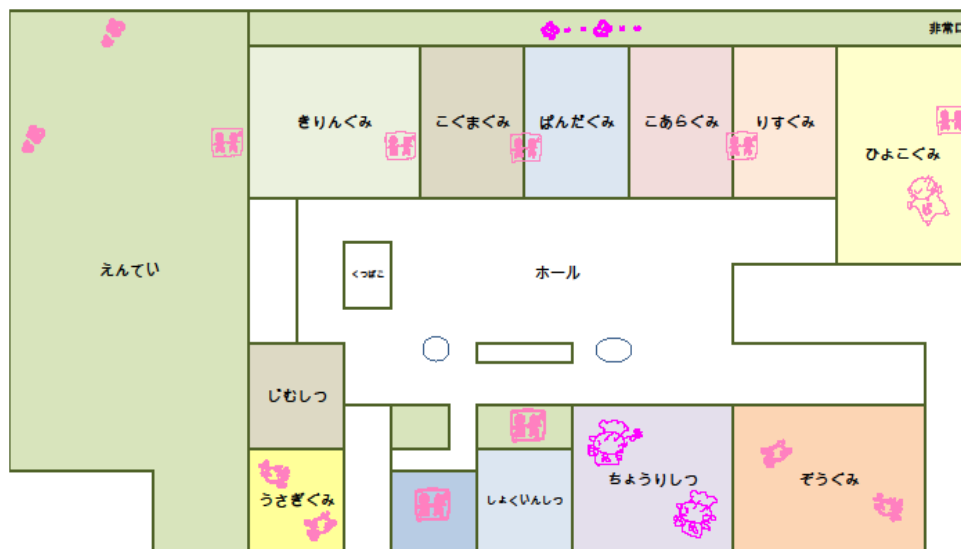 非常口
きりんぐみ
こぐまぐみ
ぱんだぐみ
こあらぐみ
りすぐみ
ひよこぐみ
えんてい
くつばこ
ホール
じむしつ
うさぎぐみ
しょくいんしつ
ちょうりしつ
ぞうぐみ